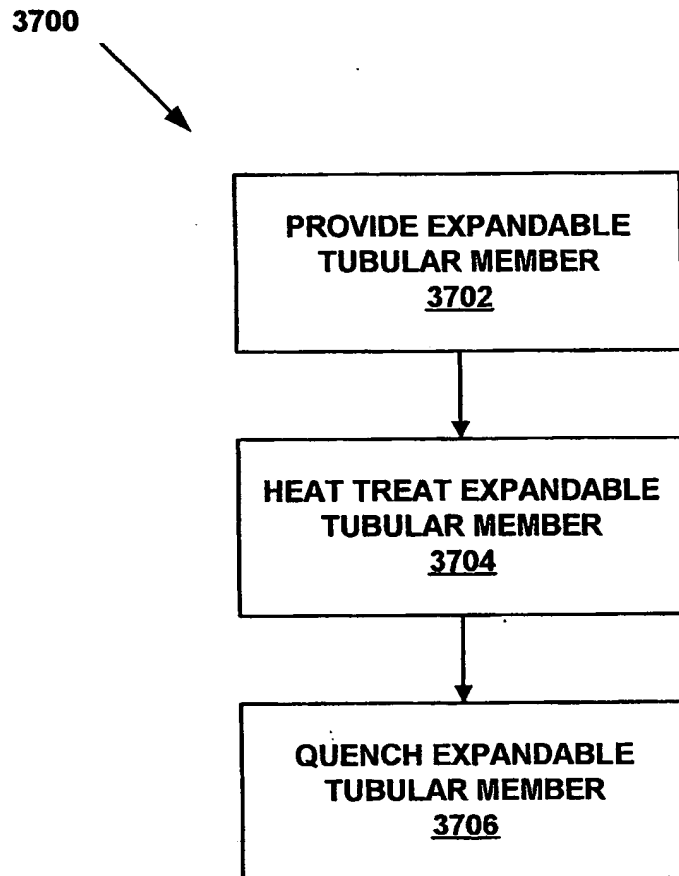 3700
PROVIDE EXPANDABLE
TUBULAR MEMBER
3702
HEAT TREAT EXPANDABLE
TUBULAR MEMBER
3704
QUENCH EXPANDABLE
TUBULAR MEMBER
3706